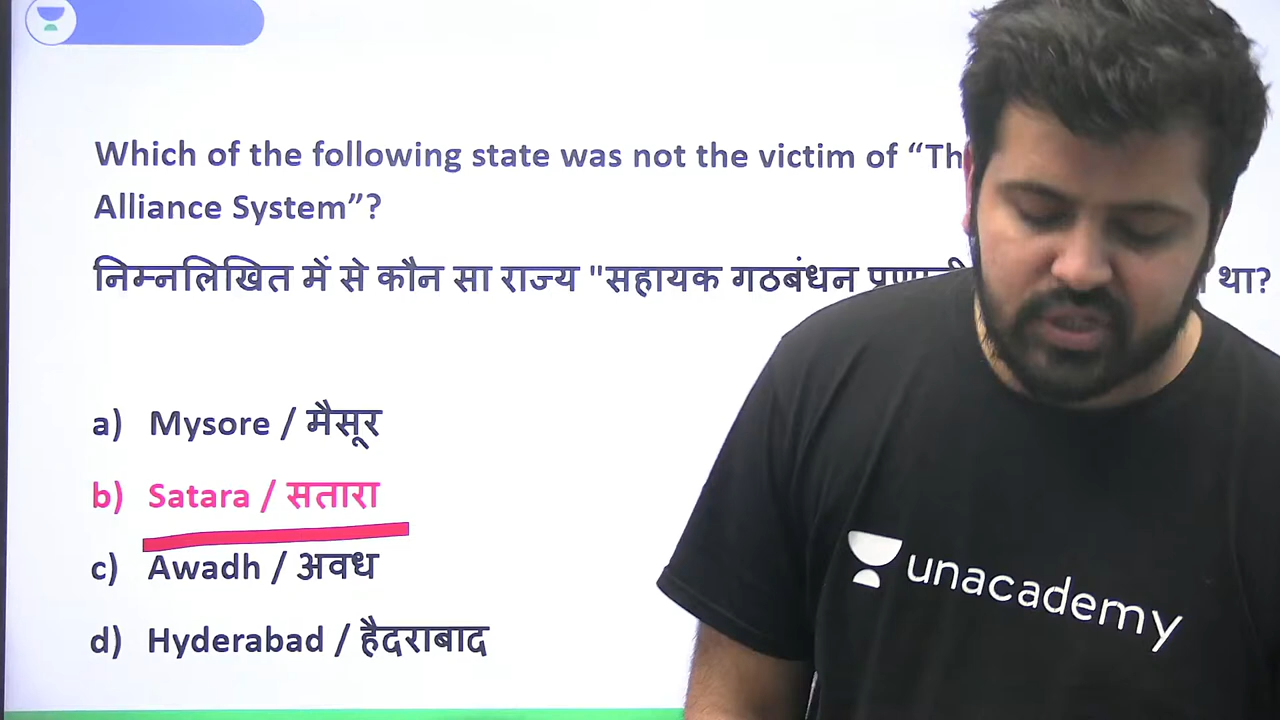 Which of the following state was not the victim of “Th
Alliance System”?
निम्नलिखित में से कौन सा राज्य "सहायक गठबंधन था?
a) Mysore / मैसूर
b) Satara / सतारा
c) Awadh / अवध
d) Hyderabad / हैदराबाद
unacademy